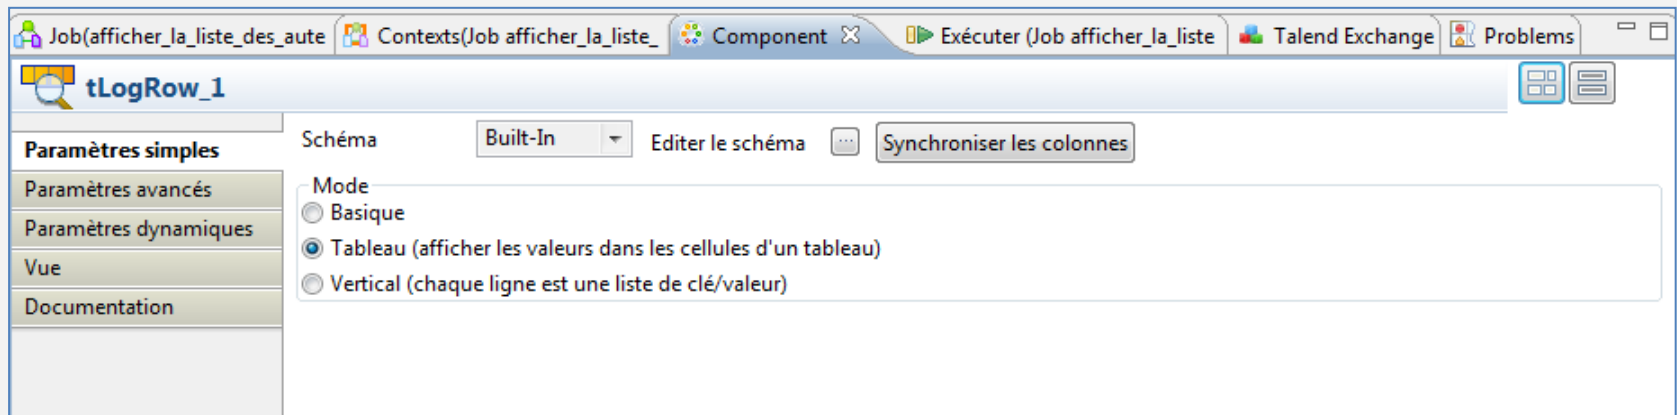 Job(afficher_la_liste_des_aute Contexts(Job afficher_la_liste_ Component Exécuter (Job afficher_la_liste Talend Exchange Problems
tLogRow_1
Schéma Built-In Editer le schéma ... Synchroniser les colonnes
Paramètres simples
Mode
Paramètres avancés
Basique
Paramètres dynamiques
Tableau (afficher les valeurs dans les cellules d'un tableau)
Vue
Vertical (chaque ligne est une liste de clé/valeur)
Documentation